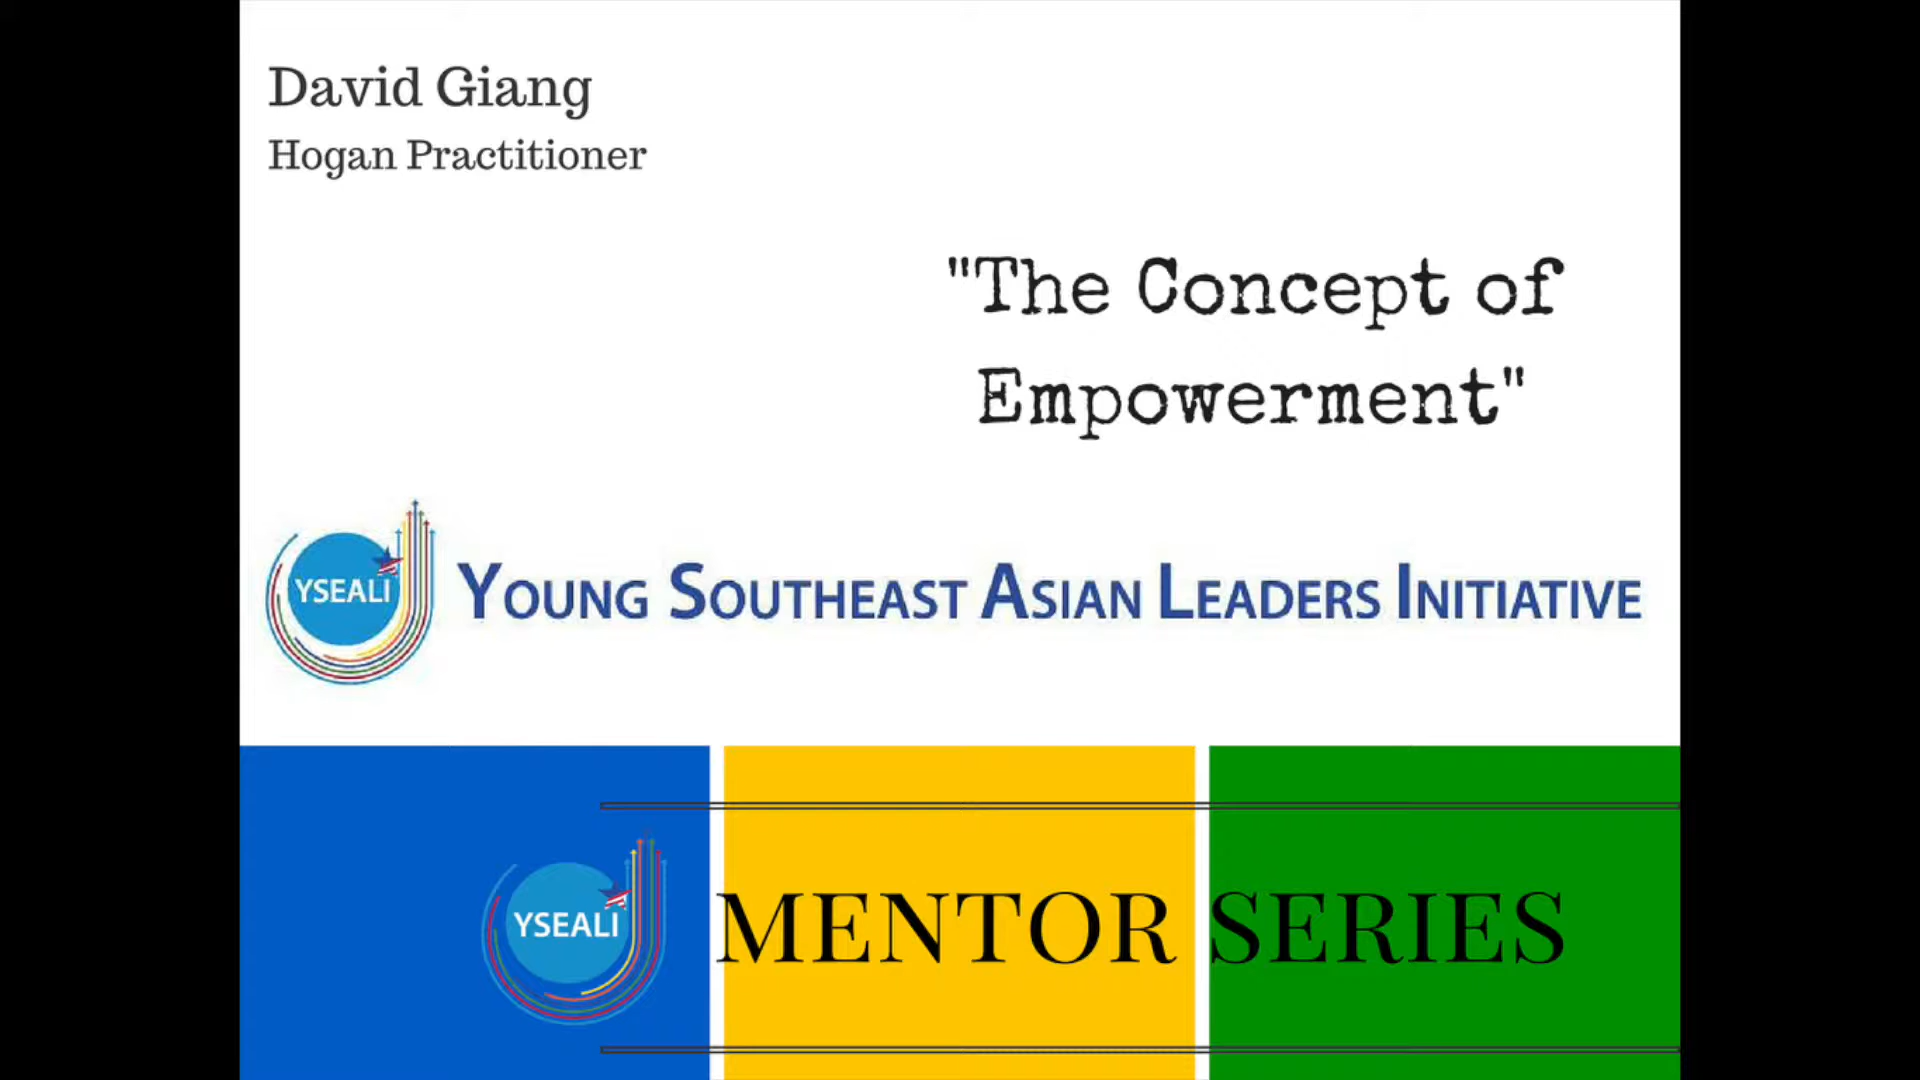 David Giang
Hogan Practitioner
"The Concept of
Empowerment"
YSEALI
YOUNG SOUTHEAST ASIAN LEADERS INITIATIVE
YSEALI
MENTOR SERIES